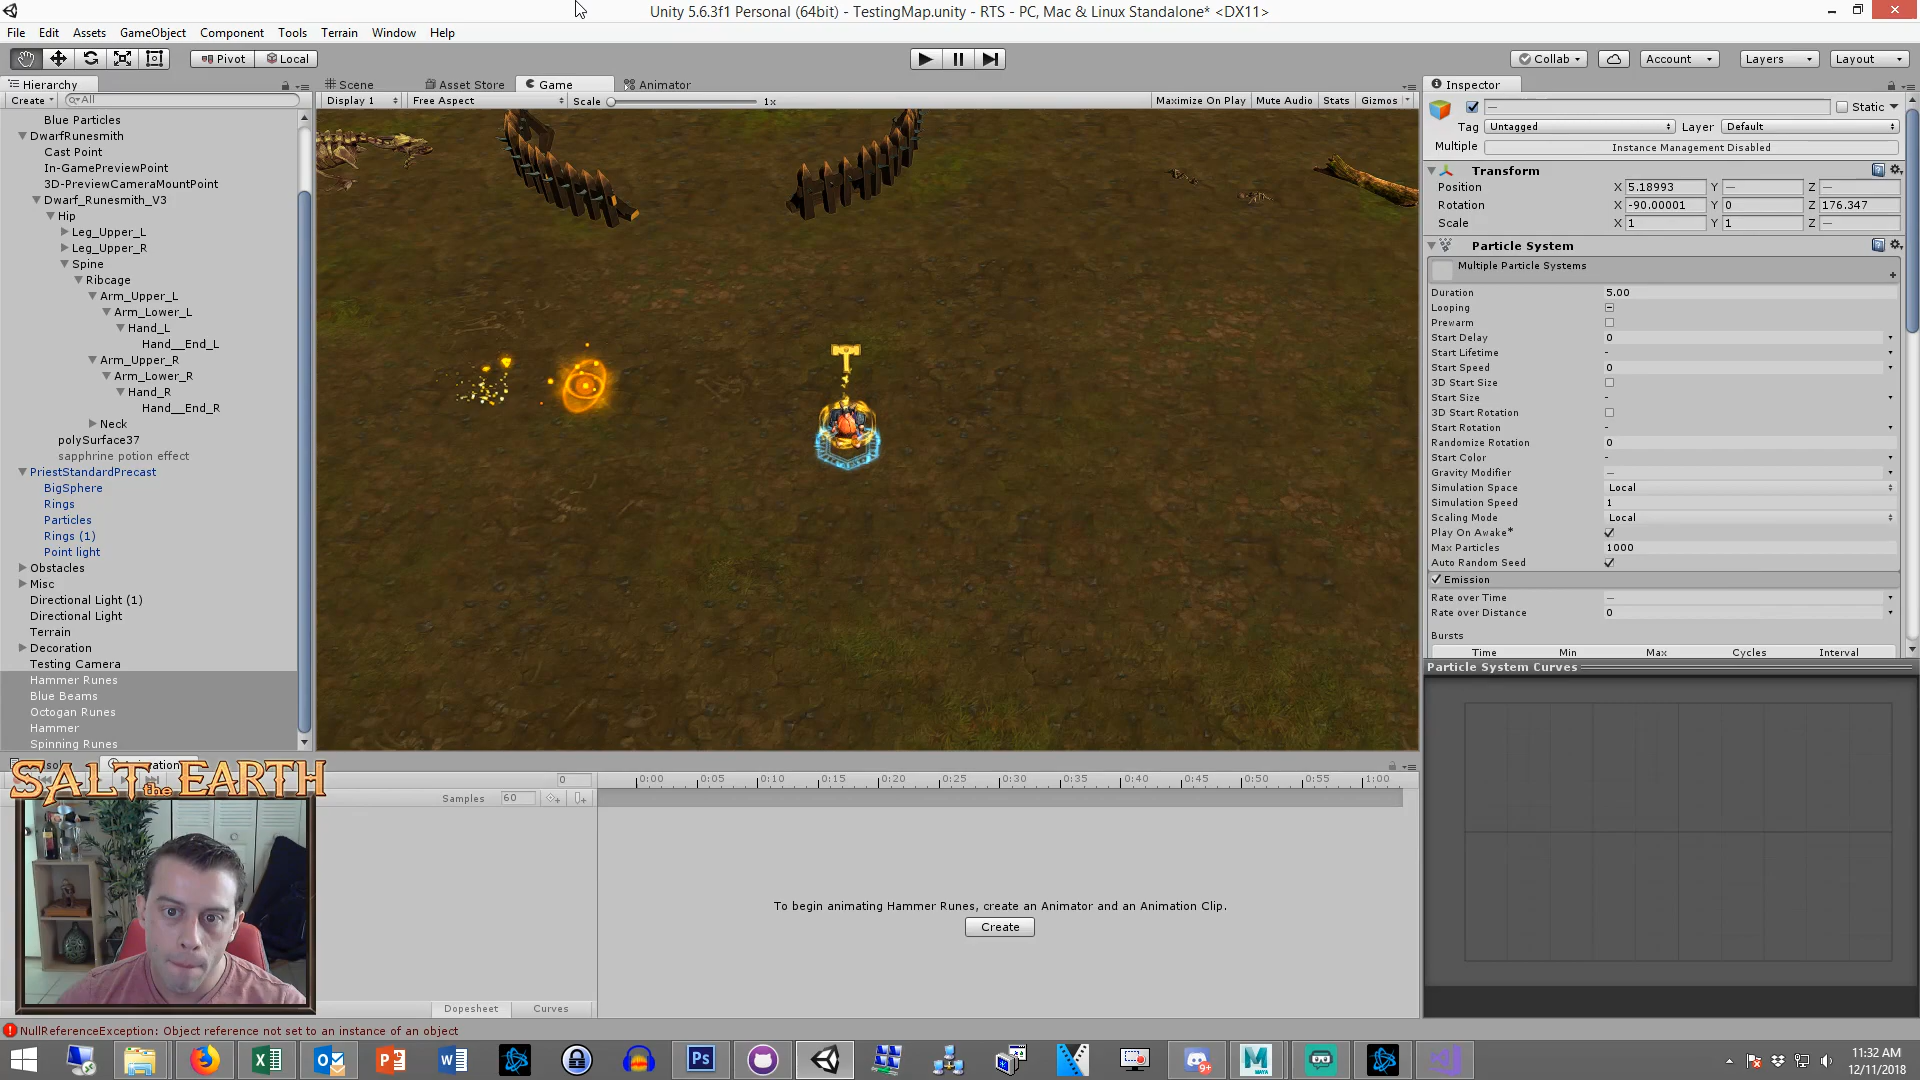 Unity 5.6.3f1 Personal (64bit) - TestingMap.unity - RTS - PC, Mac & Linux Standalone* <DX11>
File Edit Assets GameObject Component Tools Terrain Window Help
Pivot Local Collab Account Layers Layout
Hierarchy Scene Asset Store Game Animator Inspector
Create All Display 1 Free Aspect Scale 1x Maximize On Play Mute Audio Stats Gizmos
Blue Particles
DwarfRunesmith
Cast Point
In-GamePreviewPoint
3D-PreviewCameraMountPoint
Dwarf_Runesmith_V3
Hip
Leg_Upper_L
Leg_Upper_R
Spine
Ribcage
Arm_Upper_L
Arm_Lower_L
Hand_L
Hand__End_L
Arm_Upper_R
Arm_Lower_R
Hand_R
Hand__End_R
Neck
polySurface37
sapphrine potion effect
PriestStandardPrecast
BigSphere
Rings
Particles
Rings (1)
Point light
Obstacles
Misc
Directional Light (1)
Directional Light
Terrain
Decoration
Testing Camera
Hammer Runes
Blue Beams
Octogan Runes
Hammer
Spinning Runes
Static
Tag Untagged Layer Default
Multiple Instance Management Disabled
Transform
Position X 5.18993 Y — Z —
Rotation X -90.00001 Y 0 Z 176.347
Scale X 1 Y 1 Z —
Particle System
Multiple Particle Systems
Duration 5.00
Looping
Prewarm
Start Delay 0
Start Lifetime -
Start Speed 0
3D Start Size
Start Size -
3D Start Rotation
Start Rotation -
Randomize Rotation 0
Start Color -
Gravity Modifier —
Simulation Space Local
Simulation Speed 1
Scaling Mode Local
Play On Awake*
Max Particles 1000
Auto Random Seed
Emission
Rate over Time —
Rate over Distance 0
Bursts
Time Min Max Cycles Interval
Particle System Curves
SALT the EARTH
0 0:00 0:05 0:10 0:15 0:20 0:25 0:30 0:35 0:40 0:45 0:50 0:55 1:00
Samples 60
To begin animating Hammer Runes, create an Animator and an Animation Clip.
Create
Dopesheet Curves
NullReferenceException: Object reference not set to an instance of an object
11:32 AM
12/11/2018